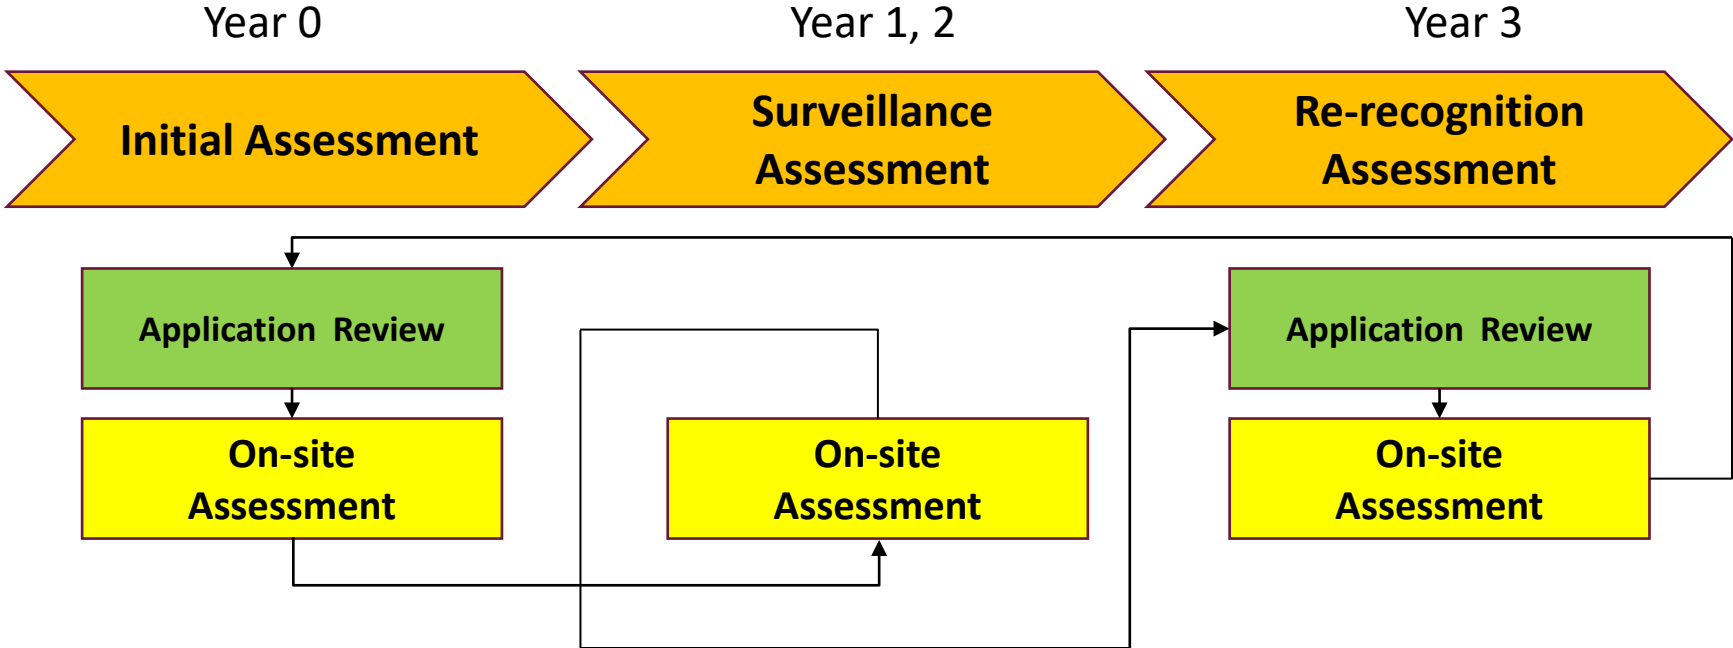 Year 0
Year 1, 2
Year 3
Initial Assessment
Surveillance
Assessment
Re-recognition
Assessment
Application Review
Application Review
On-site
Assessment
On-site
Assessment
On-site
Assessment